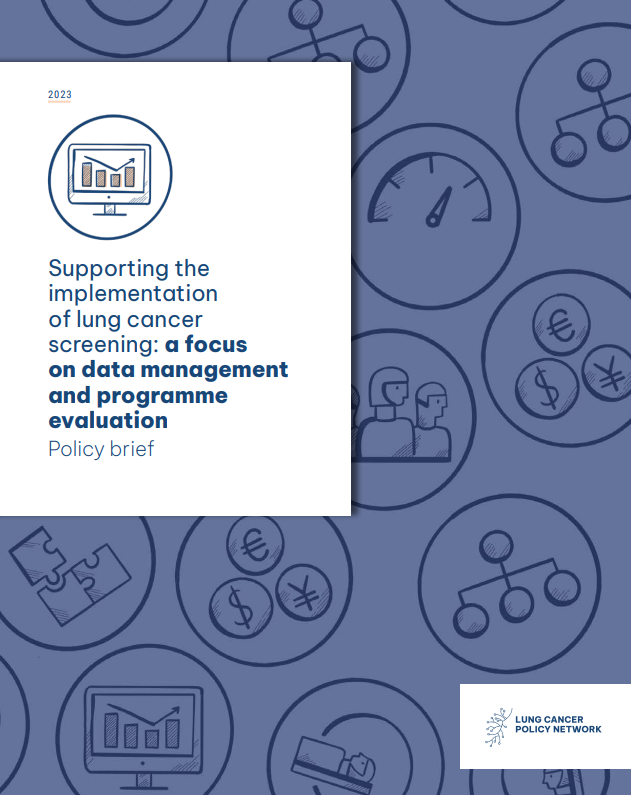 2023
Supporting the
implementation
of lung cancer
screening: a focus
on data management
and programme
evaluation
Policy brief
€
$
¥
€
$
¥
LUNG CANCER
POLICY NETWORK